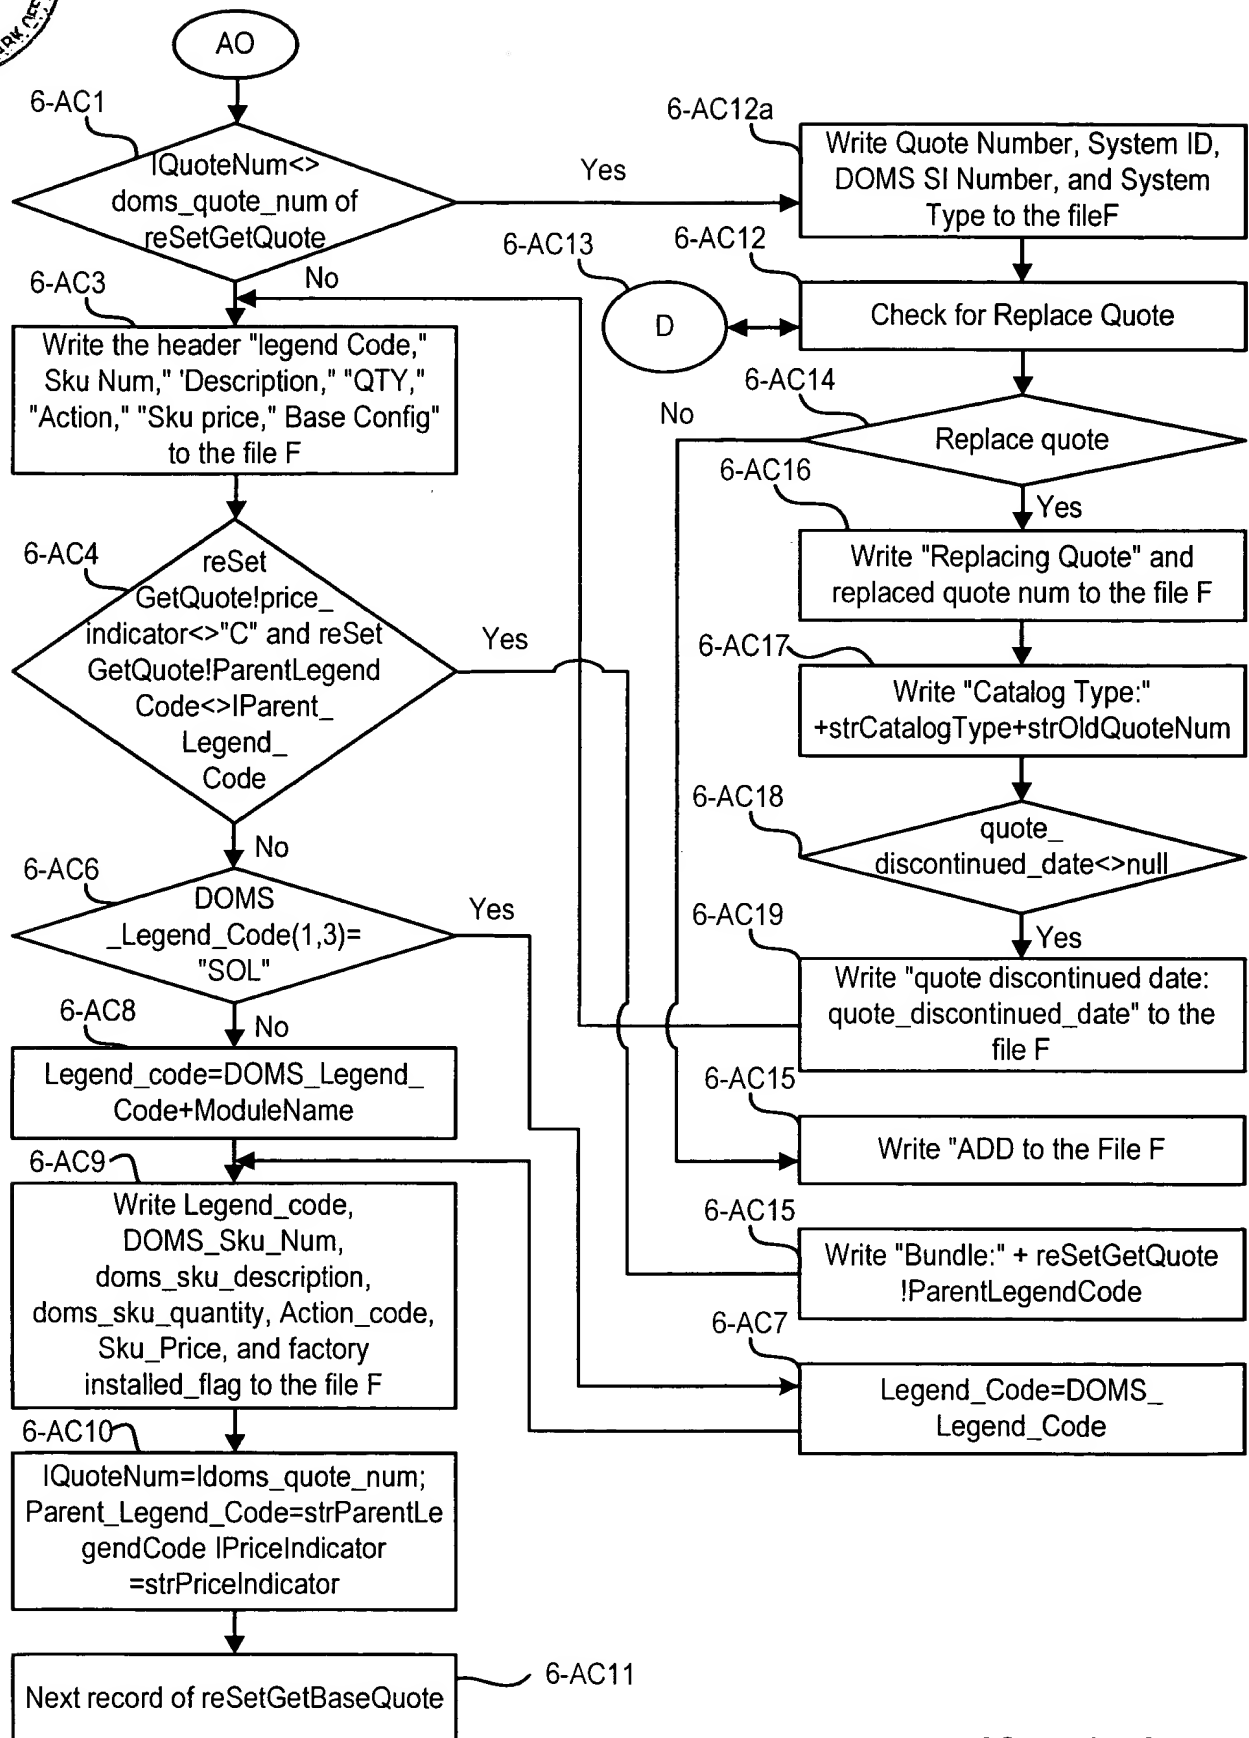 AO
6-AC1
lQuoteNum<>
doms_quote_num of
reSetGetQuote
Yes
No
6-AC3
Write the header "legend Code,"
Sku Num," 'Description," "QTY,"
"Action," "Sku price," Base Config"
to the file F
6-AC4
reSet
GetQuote!price_
indicator<>"C" and reSet
GetQuote!ParentLegend
Code<>lParent_
Legend_
Code
Yes
No
6-AC6
DOMS
_Legend_Code(1,3)=
"SOL"
Yes
No
6-AC8
Legend_code=DOMS_Legend_
Code+ModuleName
6-AC9
Write Legend_code,
DOMS_Sku_Num,
doms_sku_description,
doms_sku_quantity, Action_code,
Sku_Price, and factory
installed_flag to the file F
6-AC10
lQuoteNum=ldoms_quote_num;
Parent_Legend_Code=strParentLe
gendCode lPriceIndicator
=strPriceIndicator
6-AC11
Next record of reSetGetBaseQuote
6-AC12a
Write Quote Number, System ID,
DOMS SI Number, and System
Type to the fileF
6-AC13
D
6-AC12
Check for Replace Quote
6-AC14
Replace quote
No
Yes
6-AC16
Write "Replacing Quote" and
replaced quote num to the file F
6-AC17
Write "Catalog Type:"
+strCatalogType+strOldQuoteNum
6-AC18
quote_
discontinued_date<>null
Yes
6-AC19
Write "quote discontinued date:
quote_discontinued_date" to the
file F
6-AC15
Write "ADD to the File F
6-AC15
Write "Bundle:" + reSetGetQuote
!ParentLegendCode
6-AC7
Legend_Code=DOMS_
Legend_Code